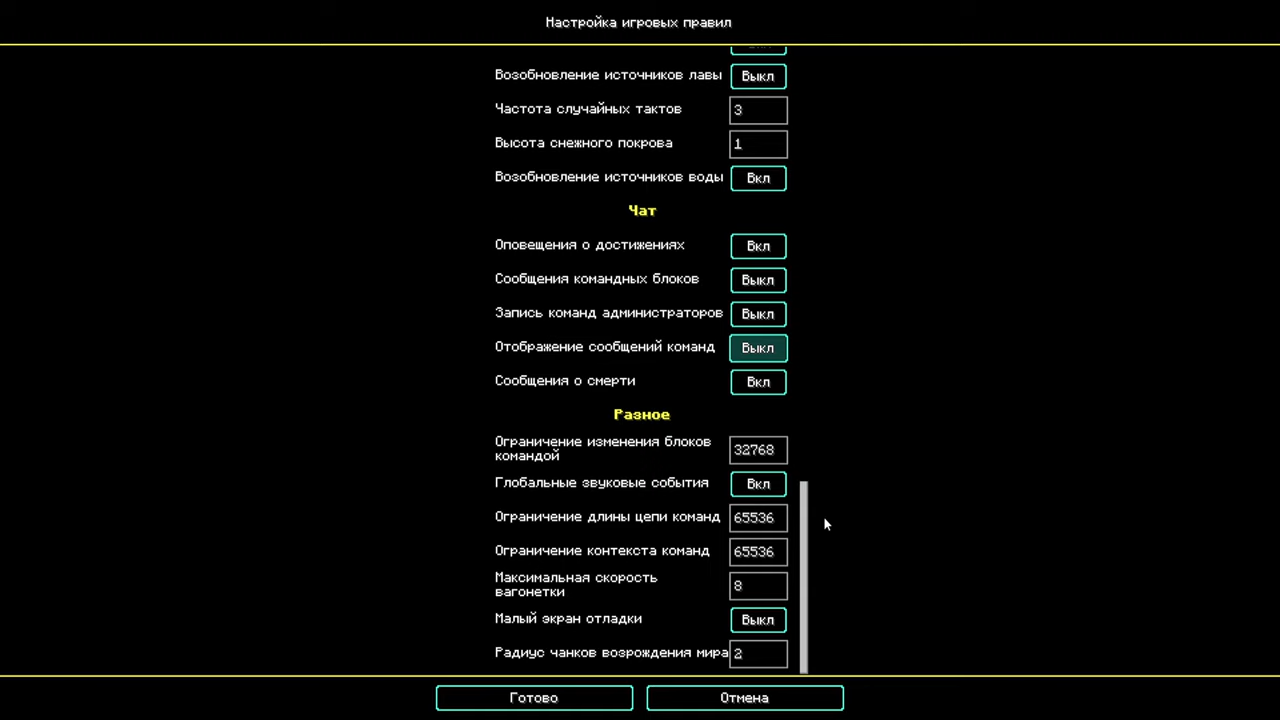 Настройка игровых правил
Возобновление источников лавы Выкл
Частота случайных тактов 3
Высота снежного покрова 1
Возобновление источников воды Вкл
Чат
Оповещения о достижениях Вкл
Сообщения командных блоков Выкл
Запись команд администраторов Выкл
Отображение сообщений команд Выкл
Сообщения о смерти Вкл
Разное
Ограничение изменения блоков
командой 32768
Глобальные звуковые события Вкл
Ограничение длины цепи команд 65536
Ограничение контекста команд 65536
Максимальная скорость
вагонетки 8
Малый экран отладки Выкл
Радиус чанков возрождения мира 2
Готово Отмена